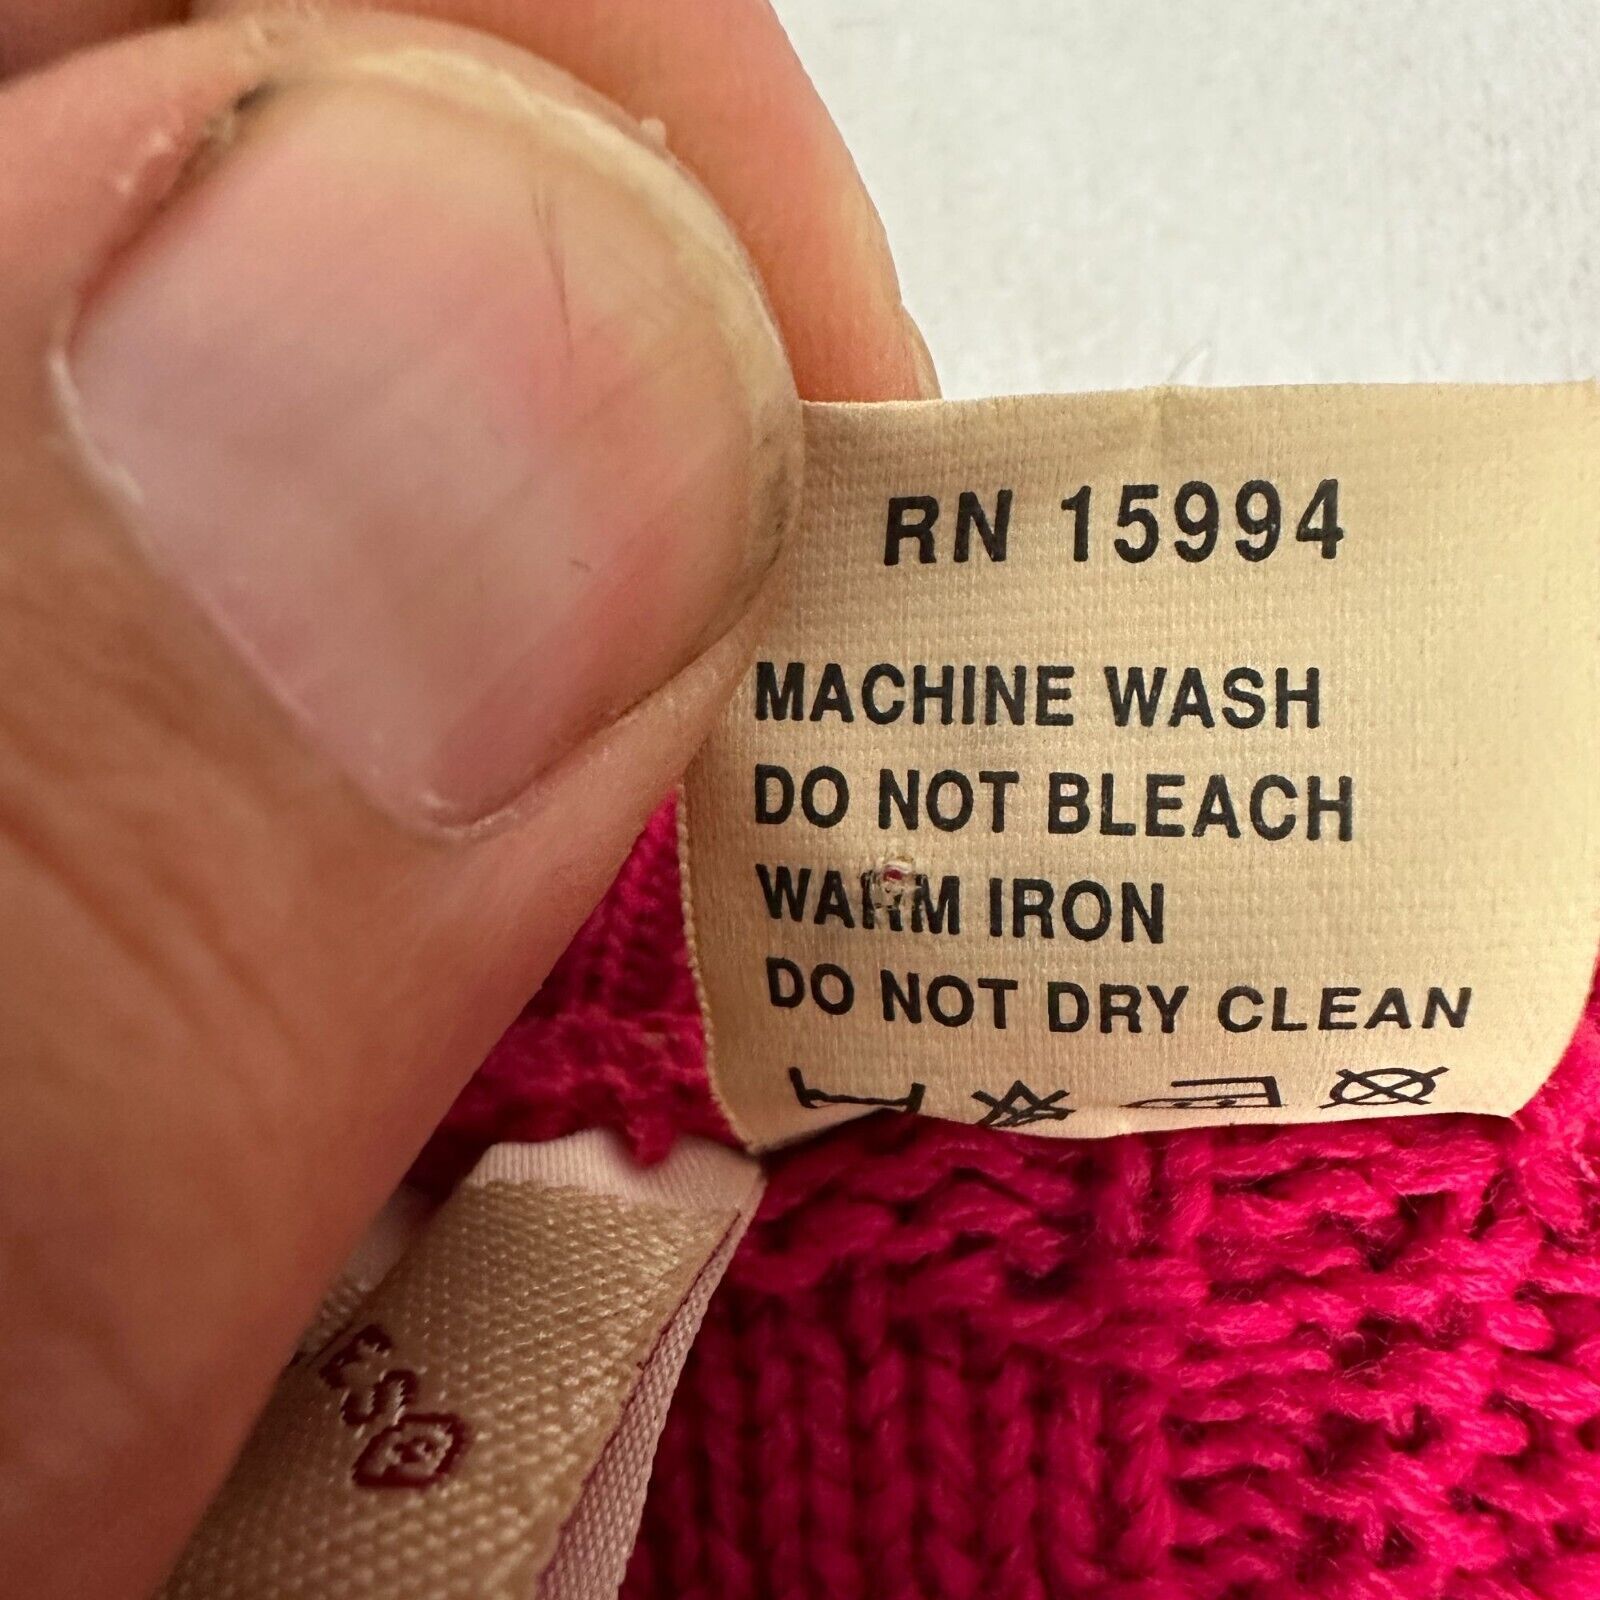 RN 15994
MACHINE WASH
DO NOT BLEACH
WARM IRON
DO NOT DRY CLEAN